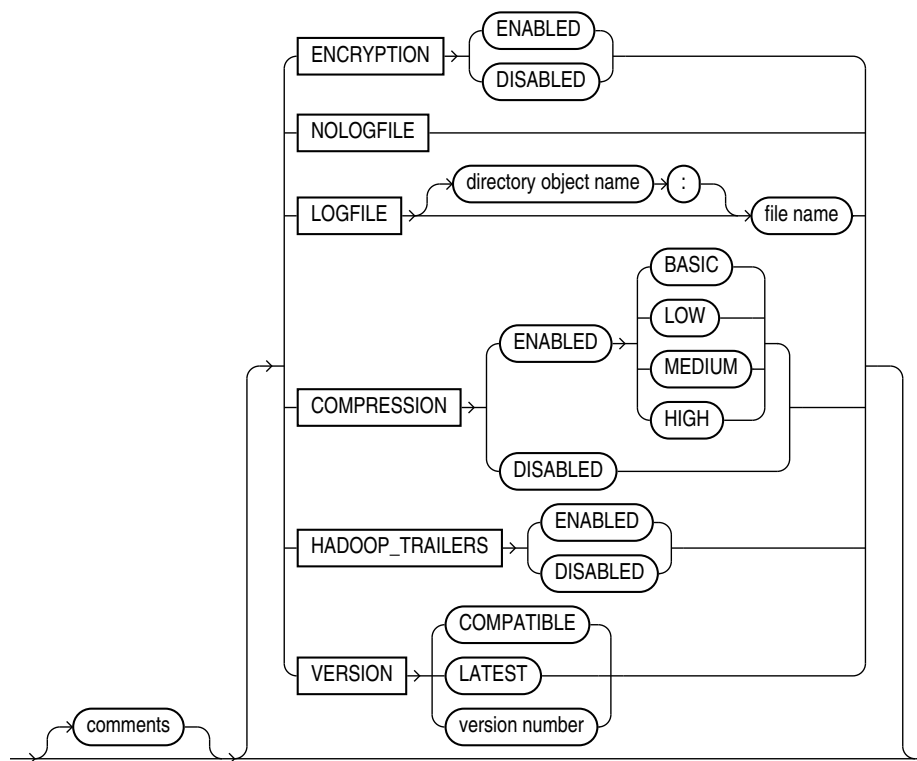 ENABLED
ENCRYPTION
DISABLED
NOLOGFILE
directory object name :
LOGFILE file name
BASIC
LOW
ENABLED
MEDIUM
COMPRESSION
HIGH
DISABLED
ENABLED
HADOOP_TRAILERS
DISABLED
COMPATIBLE
VERSION LATEST
comments version number